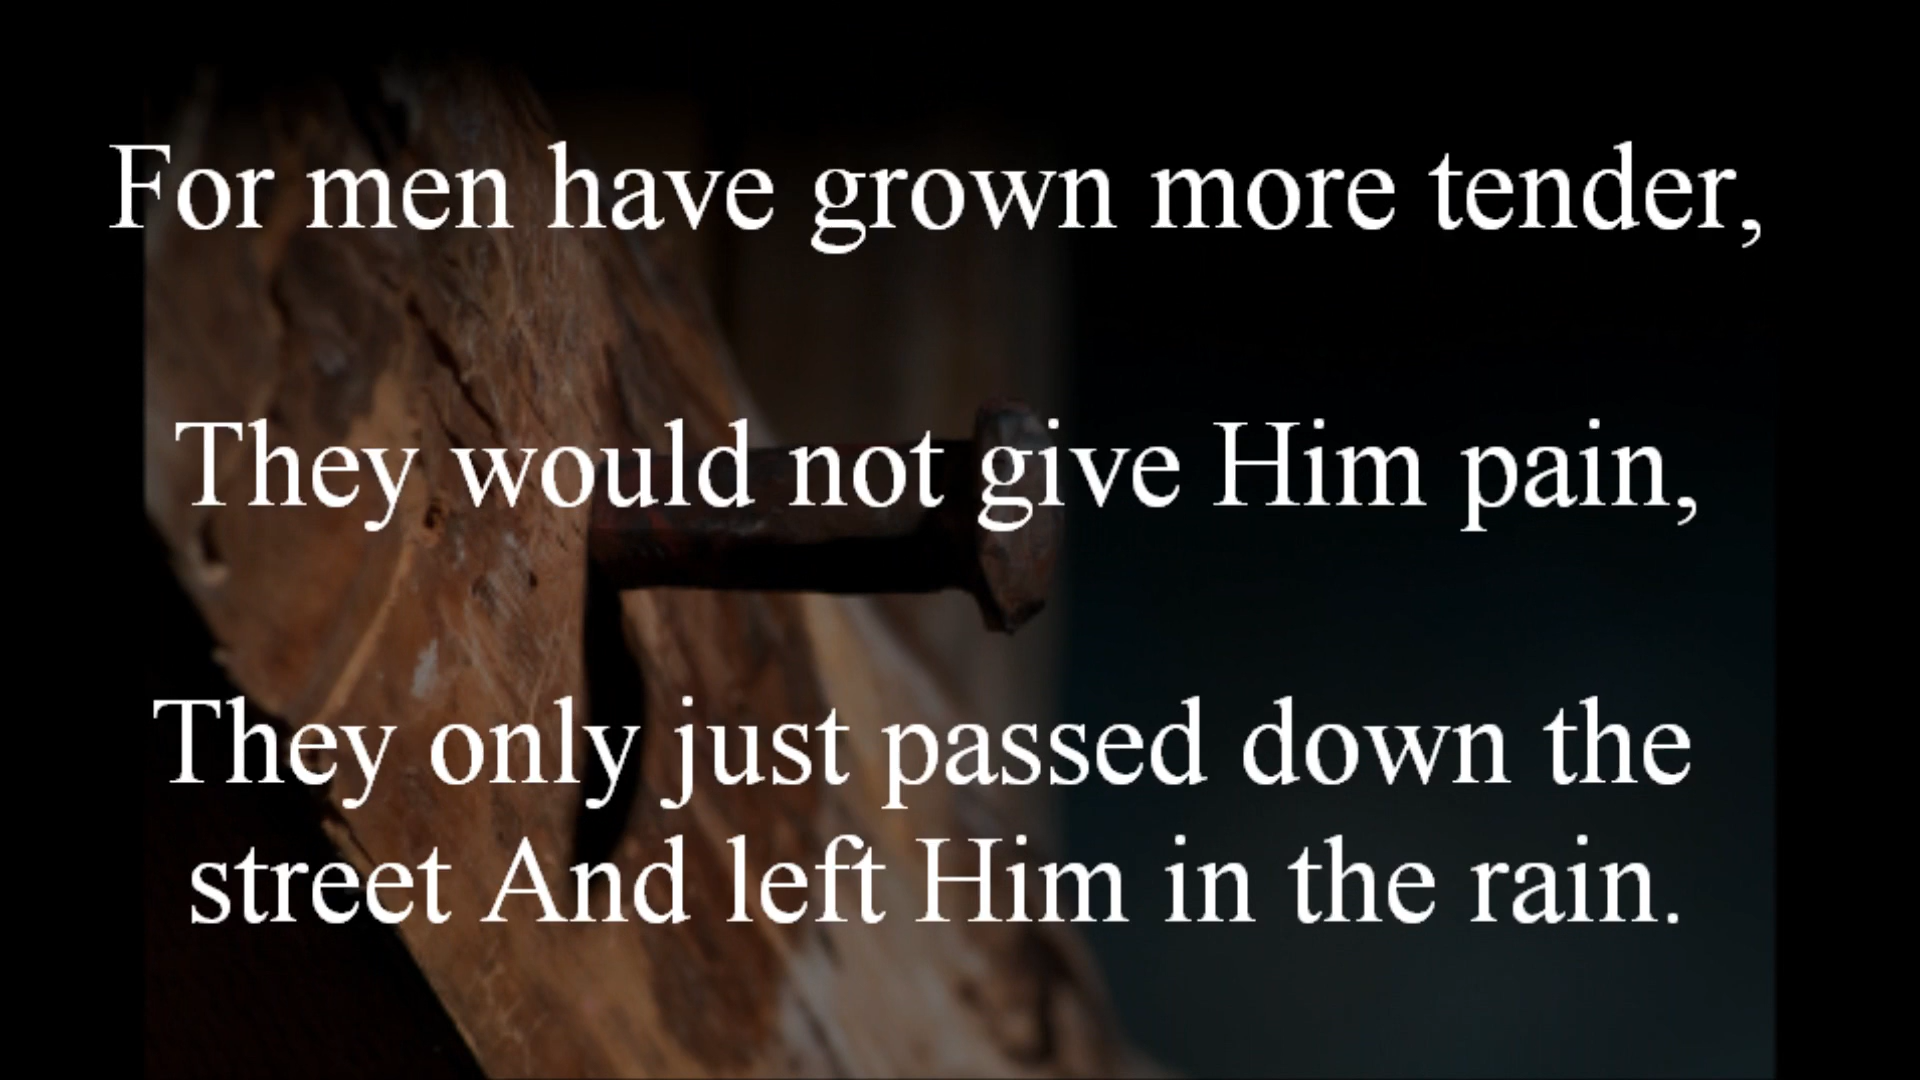 For men have grown more tender,
They would not give Him pain,
They only just passed down the
street And left Him in the rain.